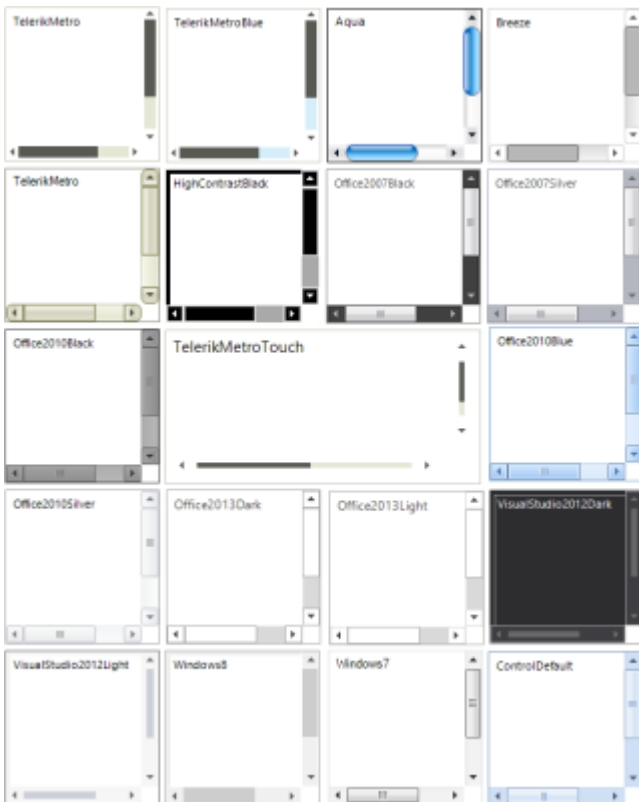 TelerikMetro
TelerikMetroBlue
Aqua
Breeze
TelerikMetro
HighContrastBlack
Office2007Black
Office2007Silver
Office2010Black
TelerikMetroTouch
Office2010Blue
Office2010Silver
Office2013Dark
Office2013Light
VisualStudio2012Dark
VisualStudio2012Light
Windows8
Windows7
ControlDefault